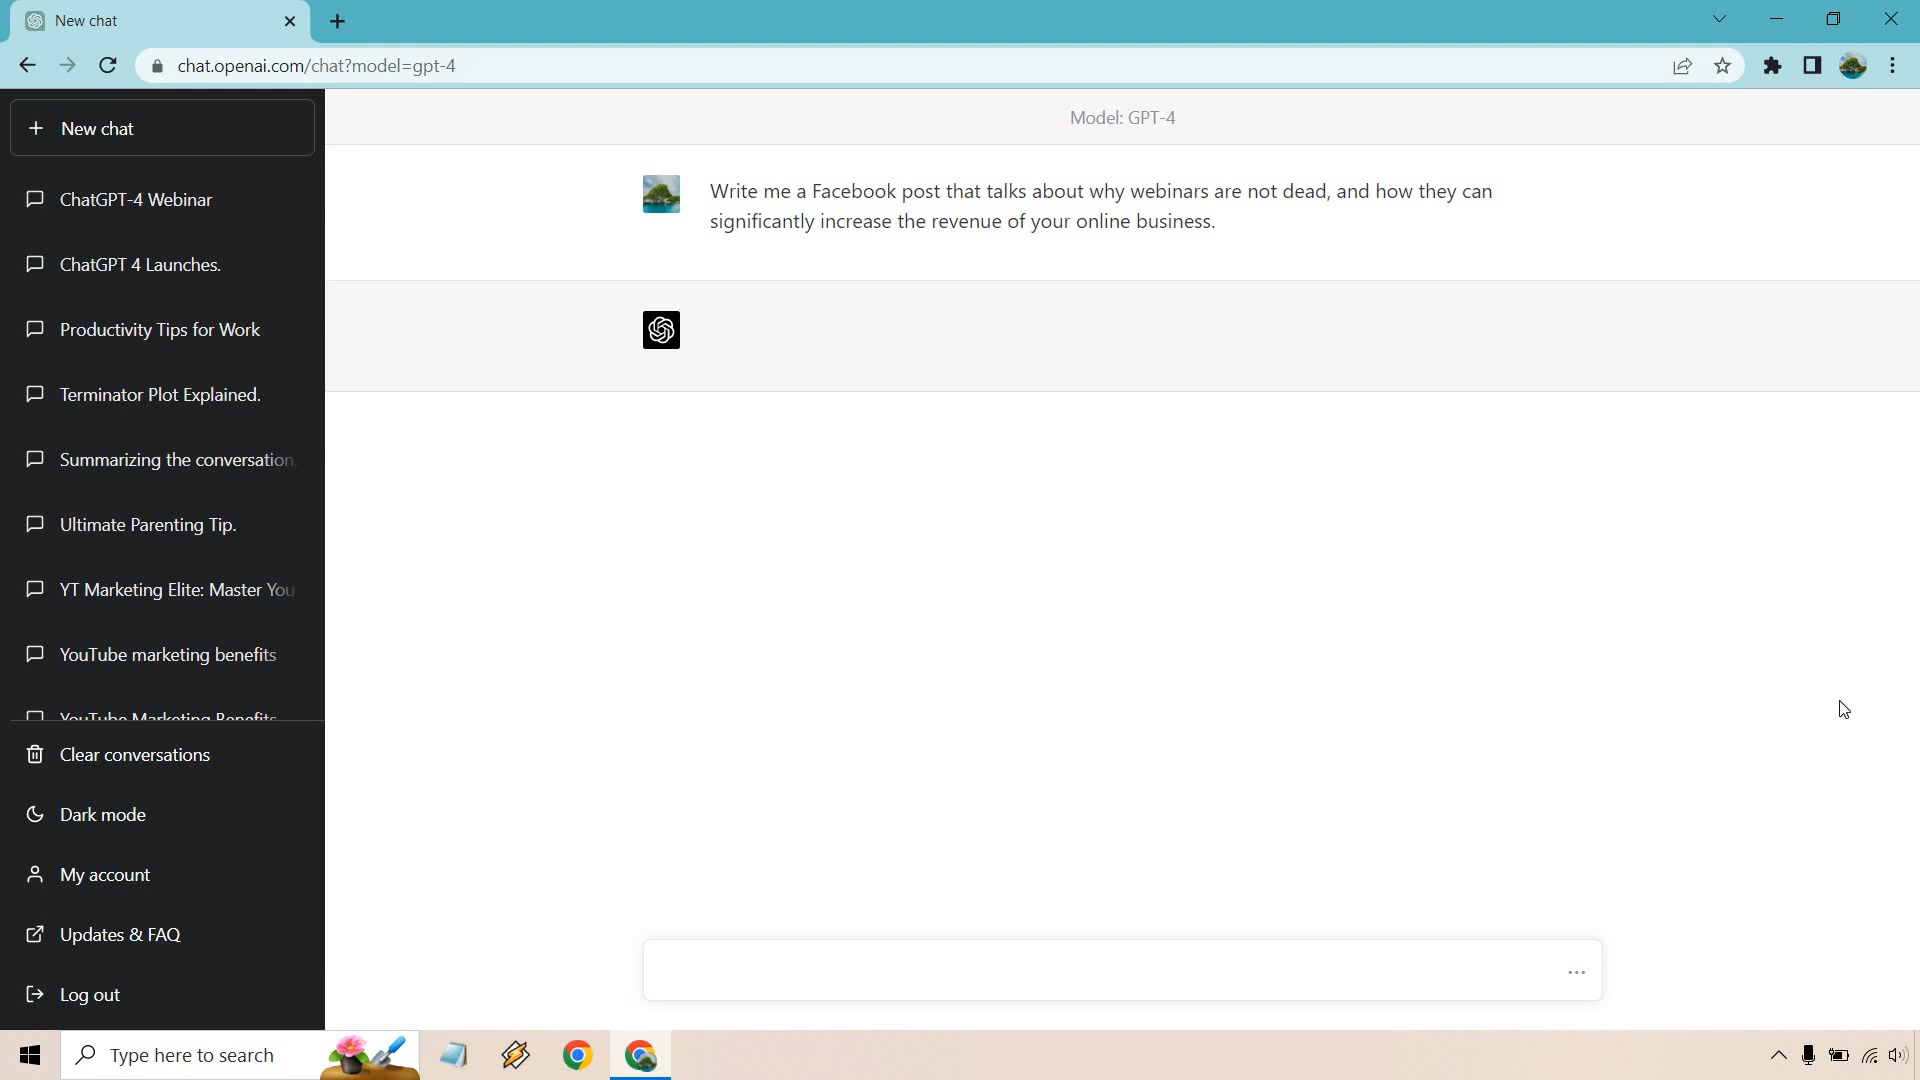 New chat
chat.openai.com/chat?model=gpt-4
New chat
ChatGPT-4 Webinar
ChatGPT 4 Launches.
Productivity Tips for Work
Terminator Plot Explained.
Summarizing the conversation.
Ultimate Parenting Tip.
YT Marketing Elite: Master You
YouTube marketing benefits
YouTube Marketing Benefits
Clear conversations
Dark mode
My account
Updates & FAQ
Log out
Model: GPT-4
Write me a Facebook post that talks about why webinars are not dead, and how they can
significantly increase the revenue of your online business.
Type here to search